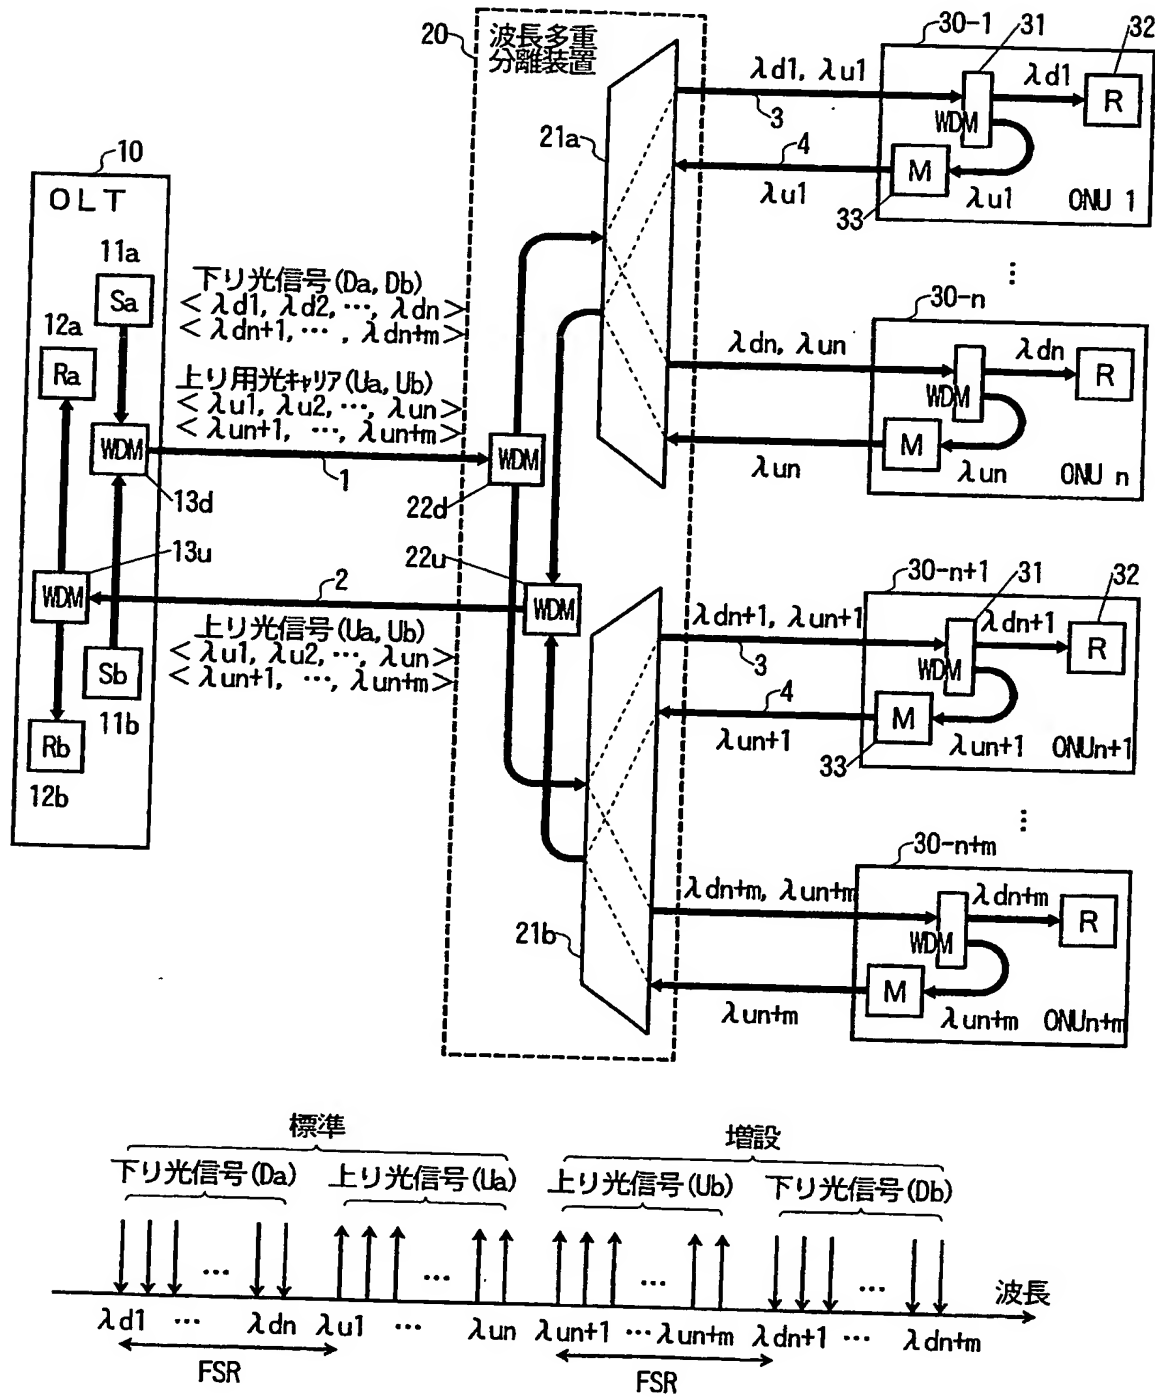 20
波長多重
分離装置
21a
λd1, λu1
3
4
λu1
30-1
31
32
WDM
λd1
R
M
λu1
33
ONU 1
⋮
10
OLT
11a
Sa
12a
Ra
WDM
13d
13u
WDM
Sb
11b
Rb
12b
下り光信号(Da, Db)
< λd1, λd2, …, λdn>
< λdn+1, … , λdn+m>
上り用光キャリア(Ua, Ub)
< λu1, λu2, …, λun>
< λun+1, …, λun+m>
1
WDM
22d
22u
2
WDM
上り光信号(Ua, Ub)
< λu1, λu2, …, λun>
< λun+1, …, λun+m>
λdn, λun
λun
30-n
WDM
λdn
R
M
λun
ONU n
λdn+1, λun+1
3
4
λun+1
30-n+1
31
32
WDM
λdn+1
R
M
λun+1
33
ONUn+1
⋮
21b
λdn+m, λun+m
λun+m
30-n+m
WDM
λdn+m
R
M
λun+m
ONUn+m
標準
増設
下り光信号(Da)
上り光信号(Ua)
上り光信号(Ub)
下り光信号(Db)
… … … …
波長
λd1 … λdn λu1 … λun λun+1 … λun+m λdn+1 … λdn+m
FSR
FSR